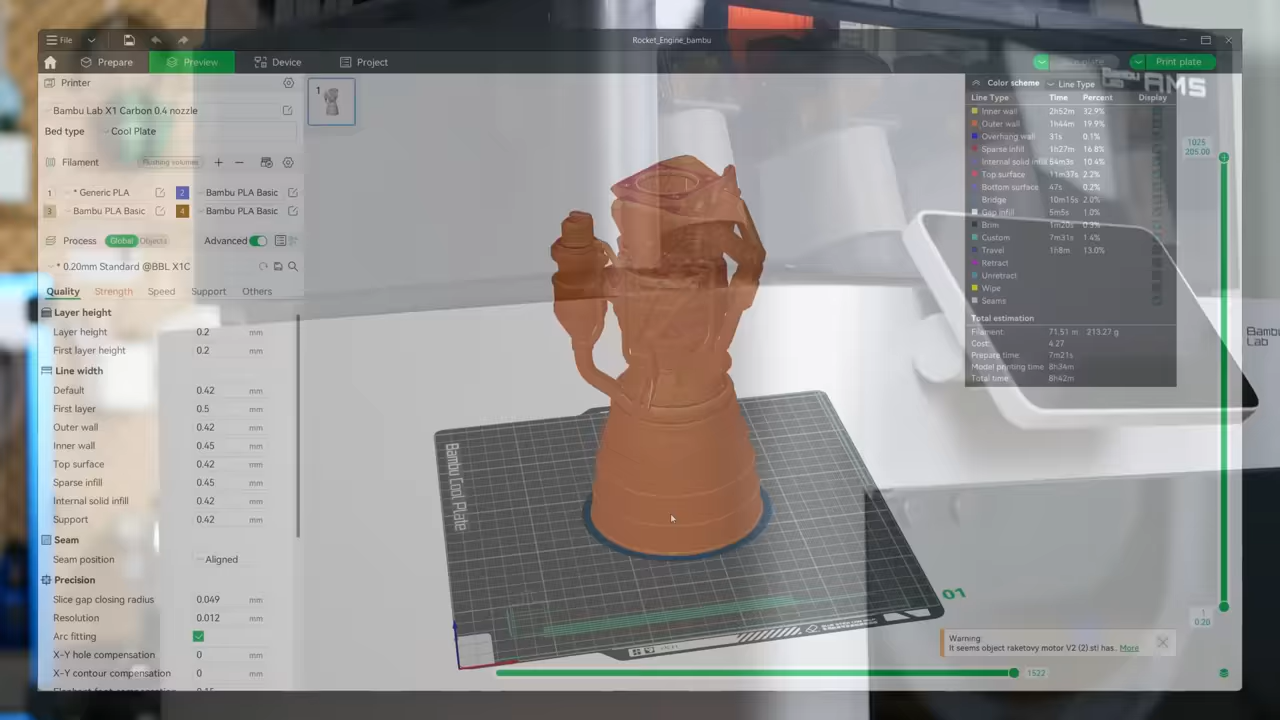 File
Rocket_Engine_bambu
Prepare
Preview
Device
Project
Print plate
AMS
Printer
Bambu Lab X1 Carbon 0.4 nozzle
Bed type
Cool Plate
Filament
Flushing volumes
1 * Generic PLA
2 Bambu PLA Basic
3 Bambu PLA Basic
4 Bambu PLA Basic
Process Global Objects Advanced
* 0.20mm Standard @BBL X1C
Quality Strength Speed Support Others
Layer height
Layer height 0.2 mm
First layer height 0.2 mm
Line width
Default 0.42 mm
First layer 0.5 mm
Outer wall 0.42 mm
Inner wall 0.45 mm
Top surface 0.42 mm
Sparse infill 0.45 mm
Internal solid infill 0.42 mm
Support 0.42 mm
Seam
Seam position Aligned
Precision
Slice gap closing radius 0.049 mm
Resolution 0.012 mm
Arc fitting
X-Y hole compensation 0 mm
X-Y contour compensation 0 mm
1
Bambu Cool Plate
01
Color scheme Line Type
Line Type Time Percent Display
Inner wall 2h52m 32.9%
Outer wall 1h44m 19.9%
Overhang wall 31s 0.1%
Sparse infill 1h27m 16.8%
Internal solid infill 54m3s 10.4%
Top surface 11m37s 2.2%
Bottom surface 47s 0.2%
Bridge 10m15s 2.0%
Gap infill 5m5s 1.0%
Brim 1m20s 0.3%
Custom 7m31s 1.4%
Travel 1h8m 13.0%
Retract
Unretract
Wipe
Seams
Total estimation
Filament: 71.51 m 213.27 g
Cost: 4.27
Prepare time: 7m21s
Model printing time: 8h34m
Total time: 8h42m
1025
205.00
Bambu
Lab
1
0.20
Warning:
It seems object raketovy motor V2 (2).stl has.. More
1522